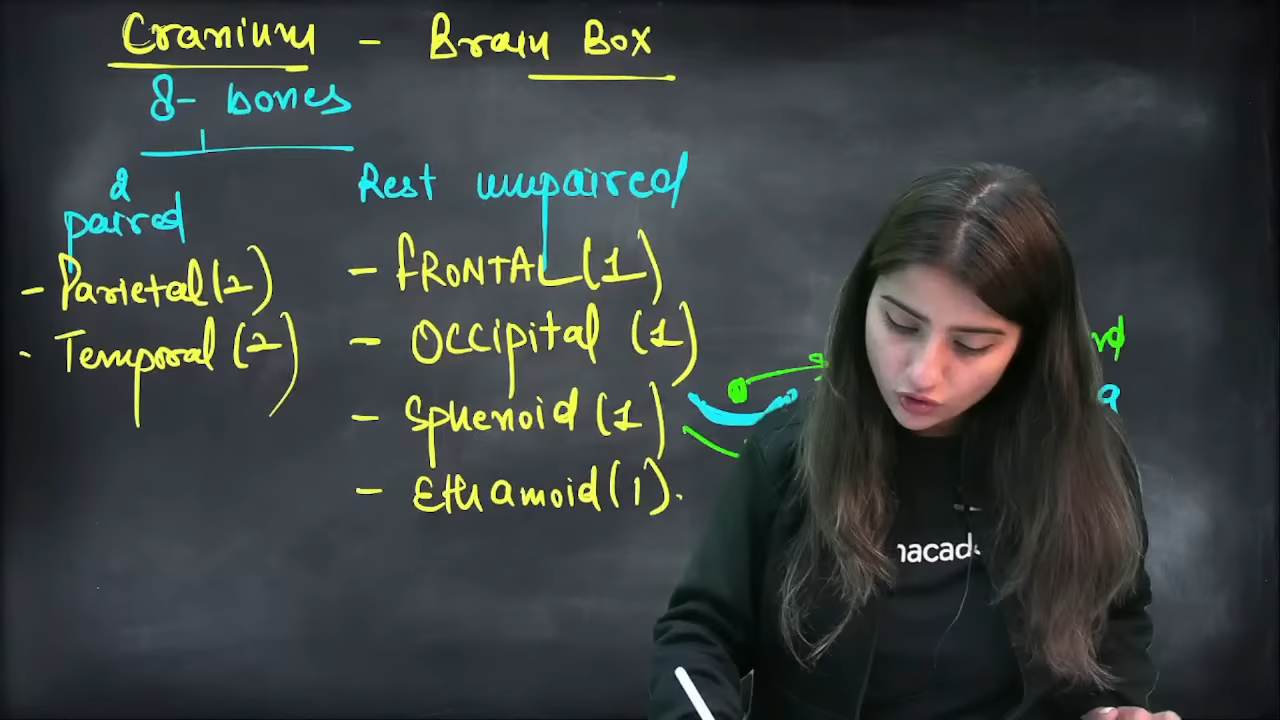 Cranium - Brain Box
8- bones
2
paired
Rest unpaired
- Parietal (2)
- Temporal (2)
- FRONTAL (1)
- Occipital (1)
- Sphenoid (1)
- Ethamoid (1).
nacad